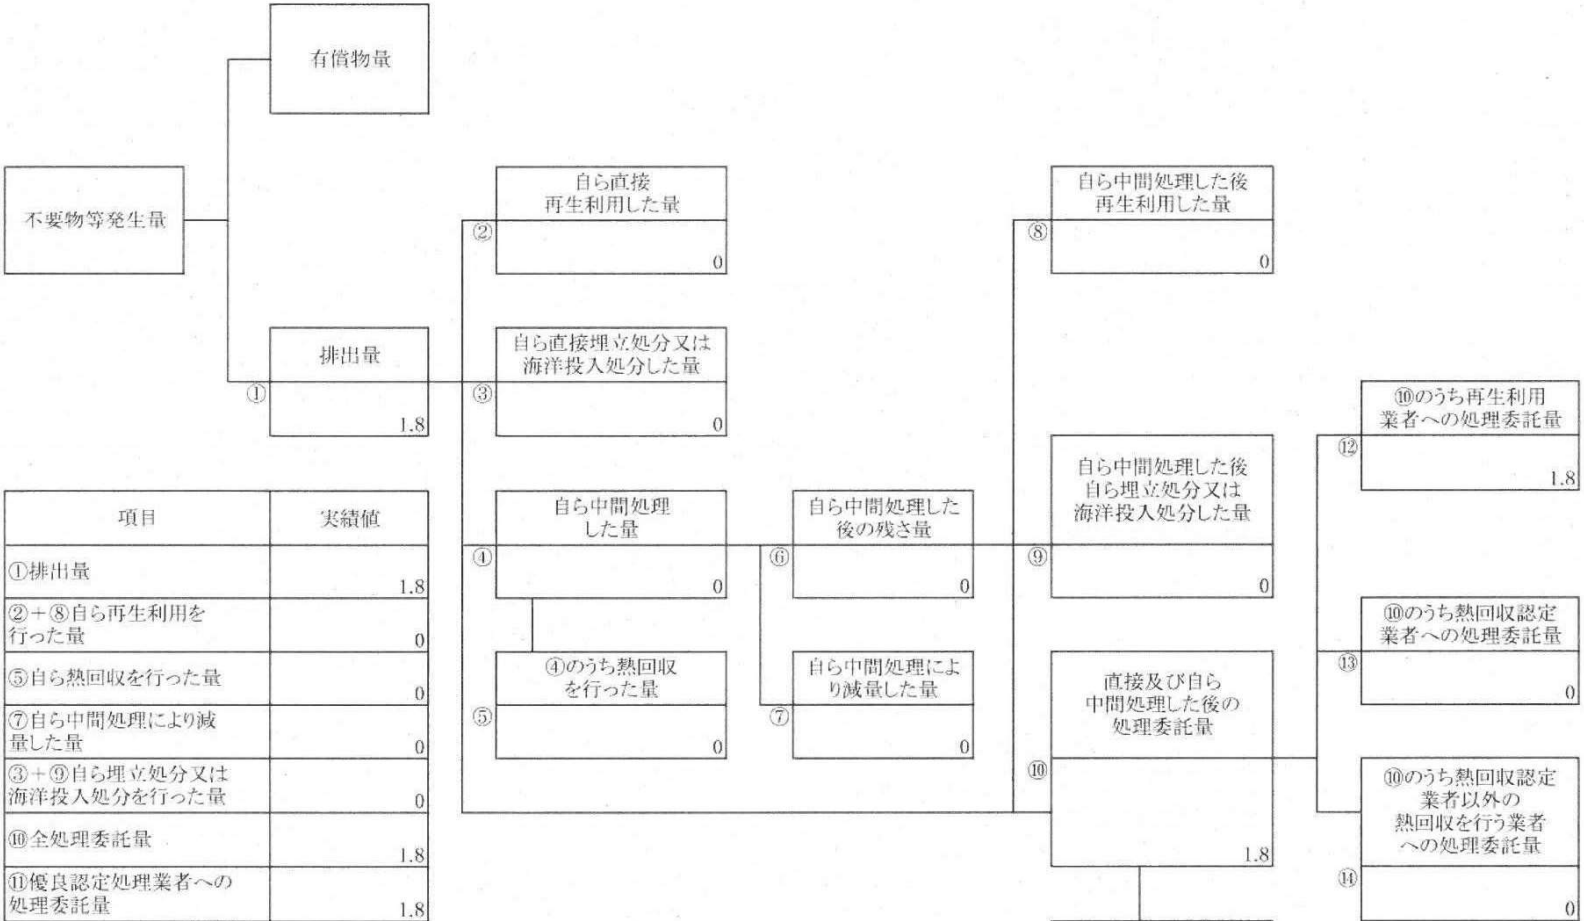 有償物量
不要物等発生量
自ら直接
再生利用した量
②
0
自ら中間処理した後
再生利用した量
⑧
0
排出量
①
1.8
自ら直接埋立処分又は
海洋投入処分した量
③
0
⑩のうち再生利用
業者への処理委託量
⑫
1.8
自ら中間処理した後
自ら埋立処分又は
海洋投入処分した量
⑨
0
自ら中間処理
した量
④
0
自ら中間処理した
後の残さ量
⑥
0
④のうち熱回収
を行った量
⑤
0
自ら中間処理によ
り減量した量
⑦
0
直接及び自ら
中間処理した後の
処理委託量
⑩
1.8
⑩のうち熱回収認定
業者への処理委託量
⑬
0
⑩のうち熱回収認定
業者以外の
熱回収を行う業者
への処理委託量
⑭
0
項目 実績値
①排出量 1.8
②+⑧自ら再生利用を
行った量 0
⑤自ら熱回収を行った量 0
⑦自ら中間処理により減
量した量 0
③+⑨自ら埋立処分又は
海洋投入処分を行った量 0
⑩全処理委託量 1.8
⑪優良認定処理業者への
処理委託量 1.8